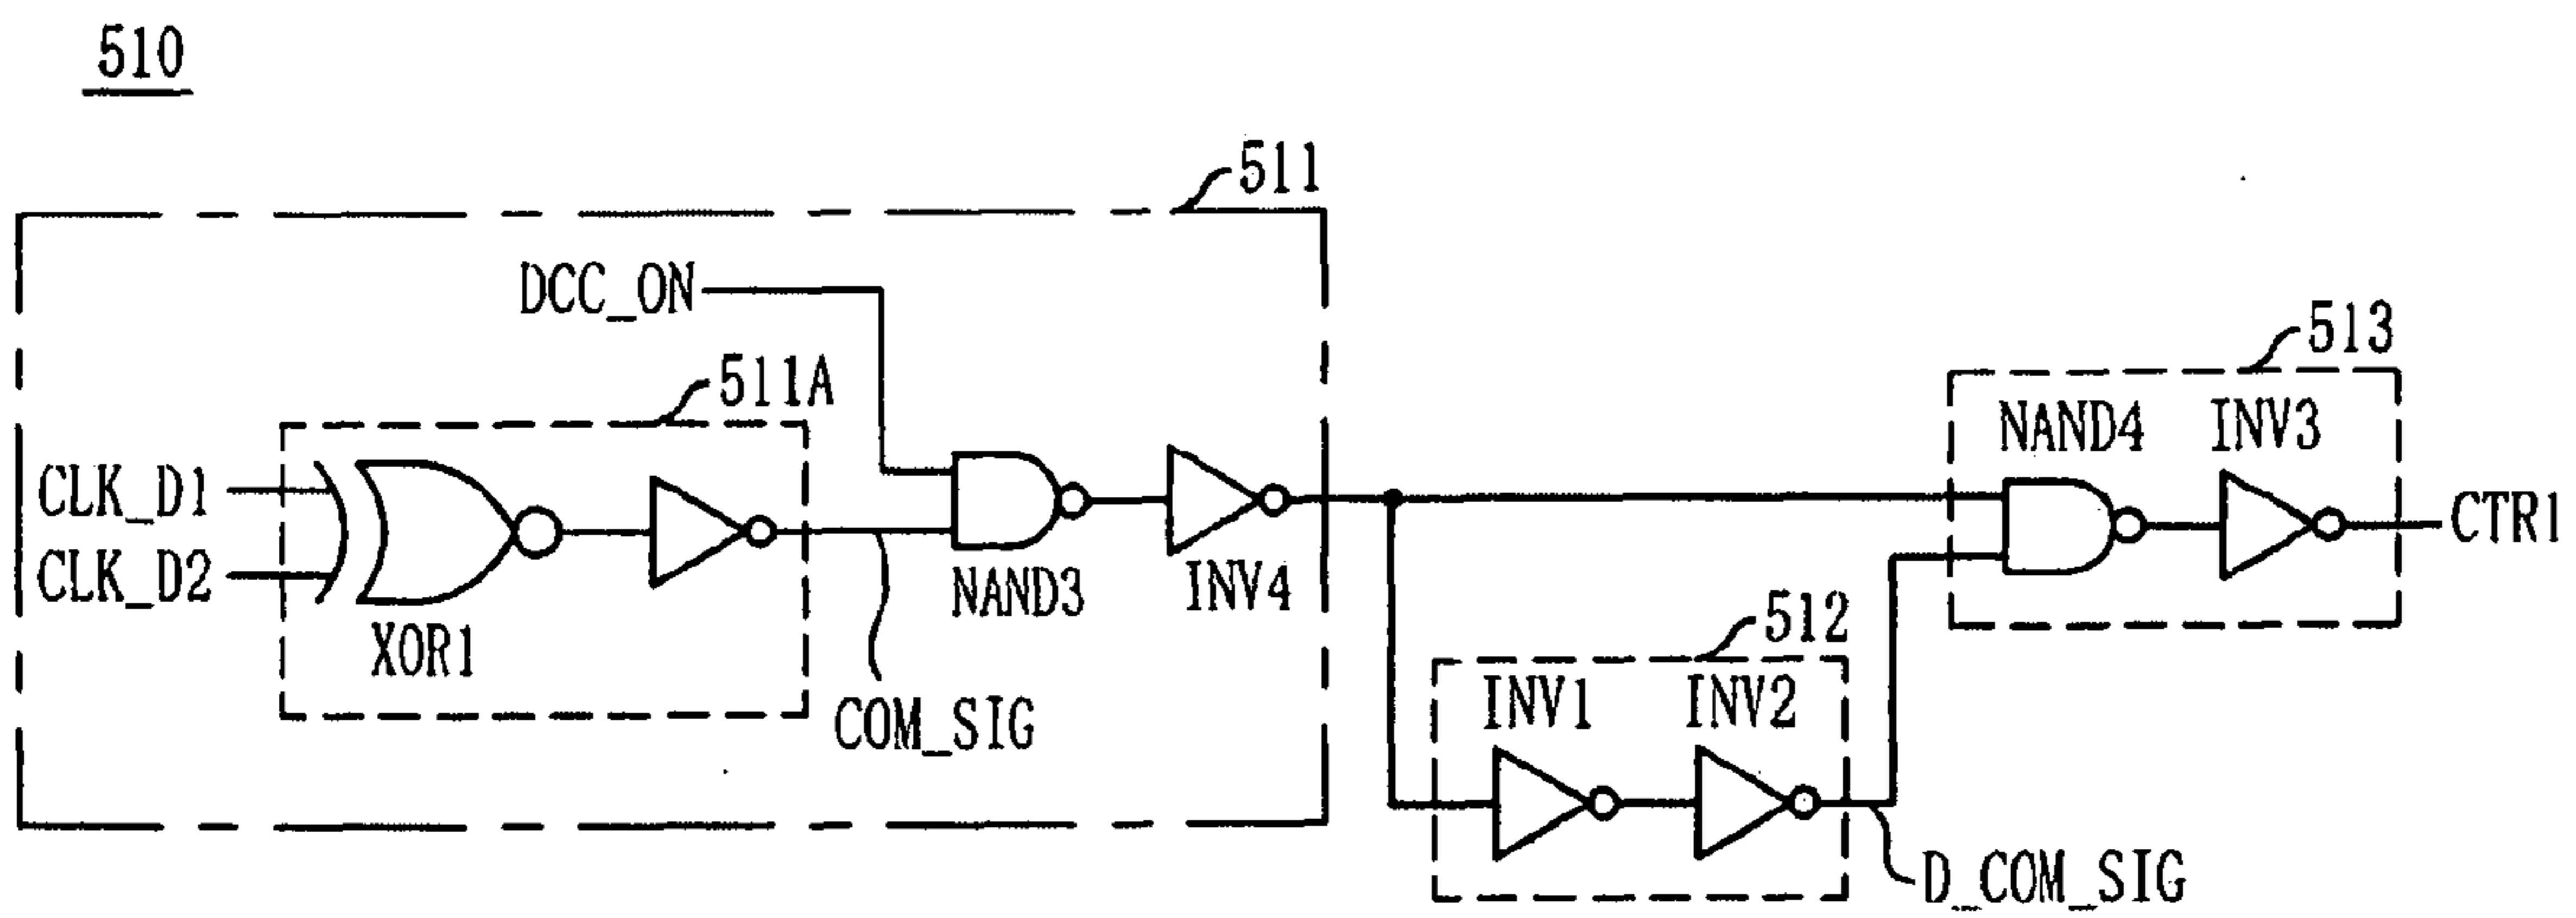 510
511
DCC_ON
511A
CLK_D1
CLK_D2
XOR1
COM_SIG
NAND3
INV4
513
NAND4
INV3
CTR1
512
INV1
INV2
D_COM_SIG